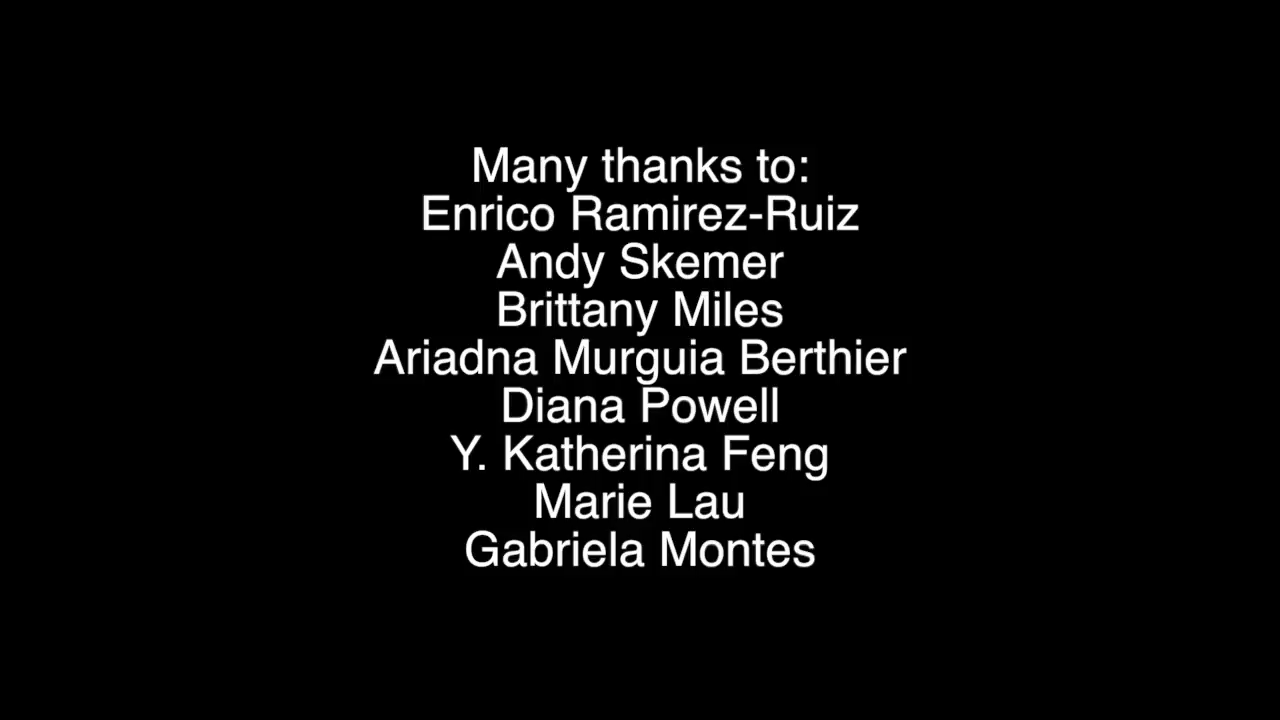 Many thanks to:
Enrico Ramirez-Ruiz
Andy Skemer
Brittany Miles
Ariadna Murguia Berthier
Diana Powell
Y. Katherina Feng
Marie Lau
Gabriela Montes